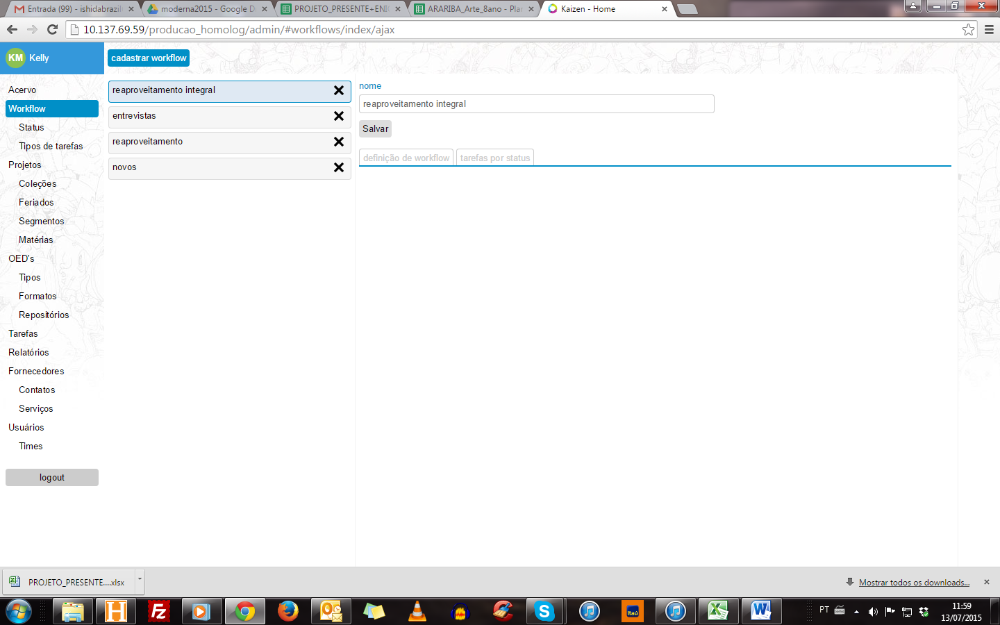 Entrada (99) - ishidabrazil
moderna2015 - Google D
PROJETO_PRESENTE+ENI
ARARIBA_Arte_8ano - Plan
Kaizen - Home
10.137.69.59/producao_homolog/admin/#workflows/index/ajax
KM Kelly
cadastrar workflow
Acervo
Workflow
Status
Tipos de tarefas
Projetos
Coleções
Feriados
Segmentos
Matérias
OED's
Tipos
Formatos
Repositórios
Tarefas
Relatórios
Fornecedores
Contatos
Serviços
Usuários
Times
logout
reaproveitamento integral
entrevistas
reaproveitamento
novos
nome
reaproveitamento integral
Salvar
definição de workflow
tarefas por status
PROJETO_PRESENTE....xlsx
Mostrar todos os downloads...
H
Fz
S
Itaú
W
PT
11:59
13/07/2015